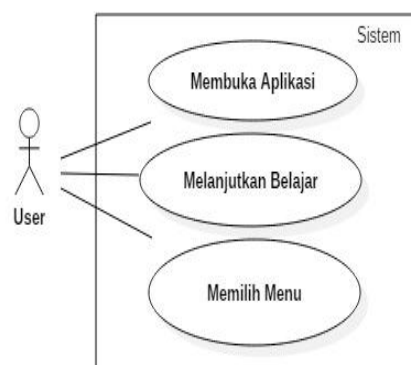 Sistem
Membuka Aplikasi
Melanjutkan Belajar
User
Memilih Menu